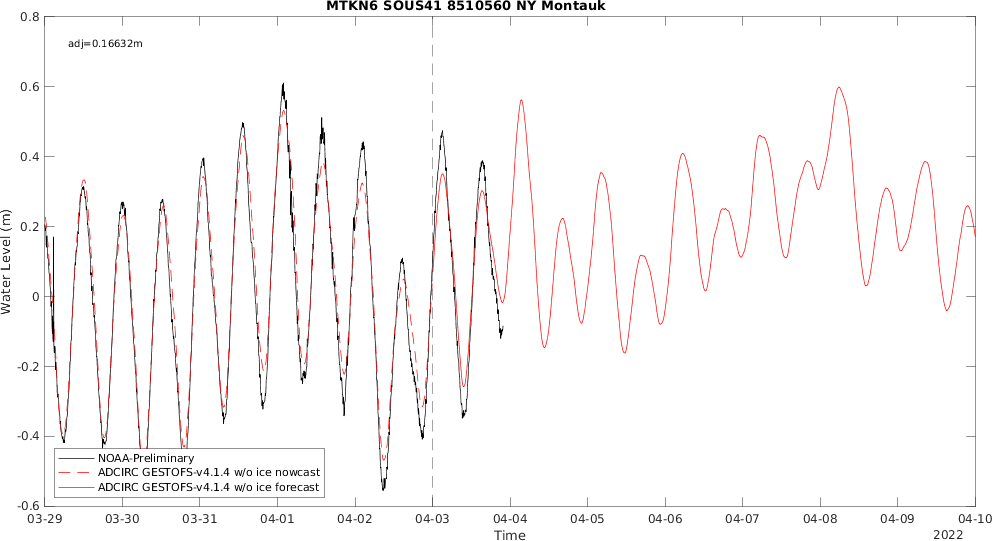 MTKN6 SOUS41 8510560 NY Montauk
adj=0.16632m
Water Level (m)
0.8
0.6
0.4
0.2
0
-0.2
-0.4
-0.6
NOAA-Preliminary
ADCIRC GESTOFS-v4.1.4 w/o ice nowcast
ADCIRC GESTOFS-v4.1.4 w/o ice forecast
03-29 03-30 03-31 04-01 04-02 04-03 04-04 04-05 04-06 04-07 04-08 04-09 04-10
Time
2022